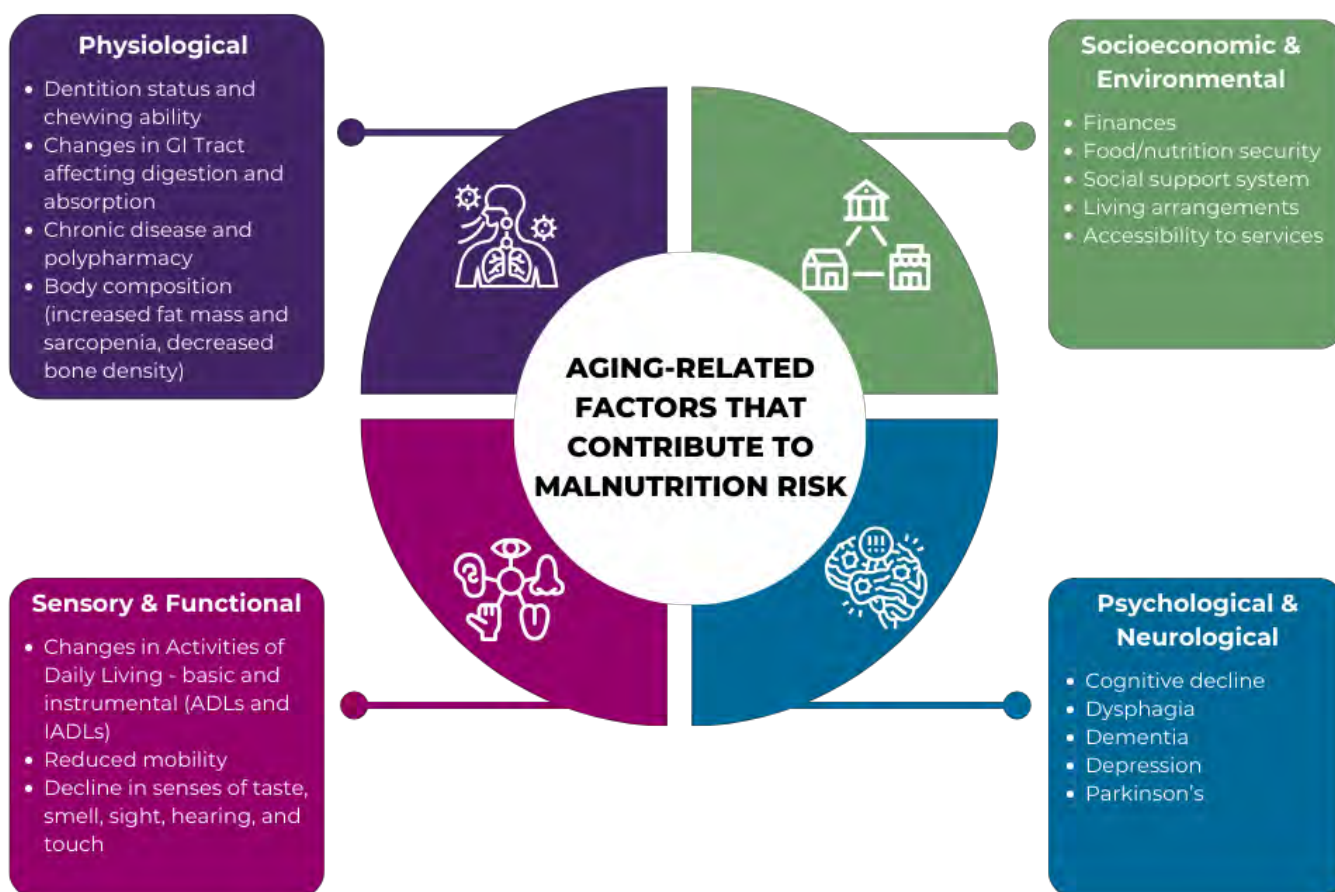 Physiological
• Dentition status and
chewing ability
• Changes in GI Tract
affecting digestion and
absorption
• Chronic disease and
polypharmacy
• Body composition
(increased fat mass and
sarcopenia, decreased
bone density)
Socioeconomic &
Environmental
• Finances
• Food/nutrition security
• Social support system
• Living arrangements
• Accessibility to services
AGING-RELATED
FACTORS THAT
CONTRIBUTE TO
MALNUTRITION RISK
Sensory & Functional
• Changes in Activities of
Daily Living - basic and
instrumental (ADLs and
IADLs)
• Reduced mobility
• Decline in senses of taste,
smell, sight, hearing, and
touch
!!!
Psychological &
Neurological
• Cognitive decline
• Dysphagia
• Dementia
• Depression
• Parkinson's